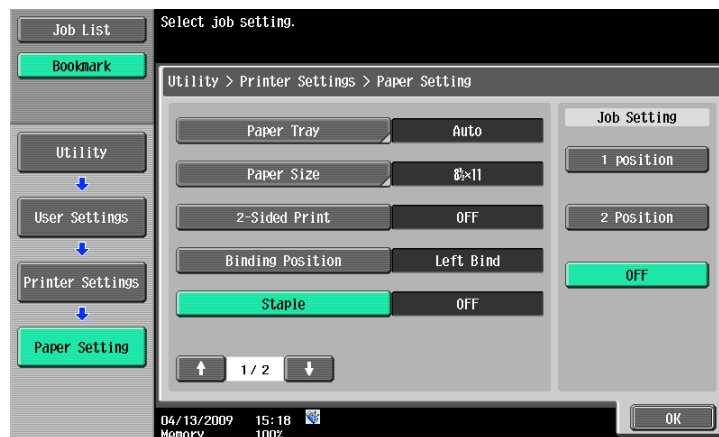 Job List
Bookmark
Utility
User Settings
Printer Settings
Paper Setting
Select job setting.
Utility > Printer Settings > Paper Setting
Paper Tray Auto
Paper Size 8½×11
2-Sided Print OFF
Binding Position Left Bind
Staple OFF
1/ 2
Job Setting
1 position
2 Position
OFF
04/13/2009 15:18
Memory 100%
OK